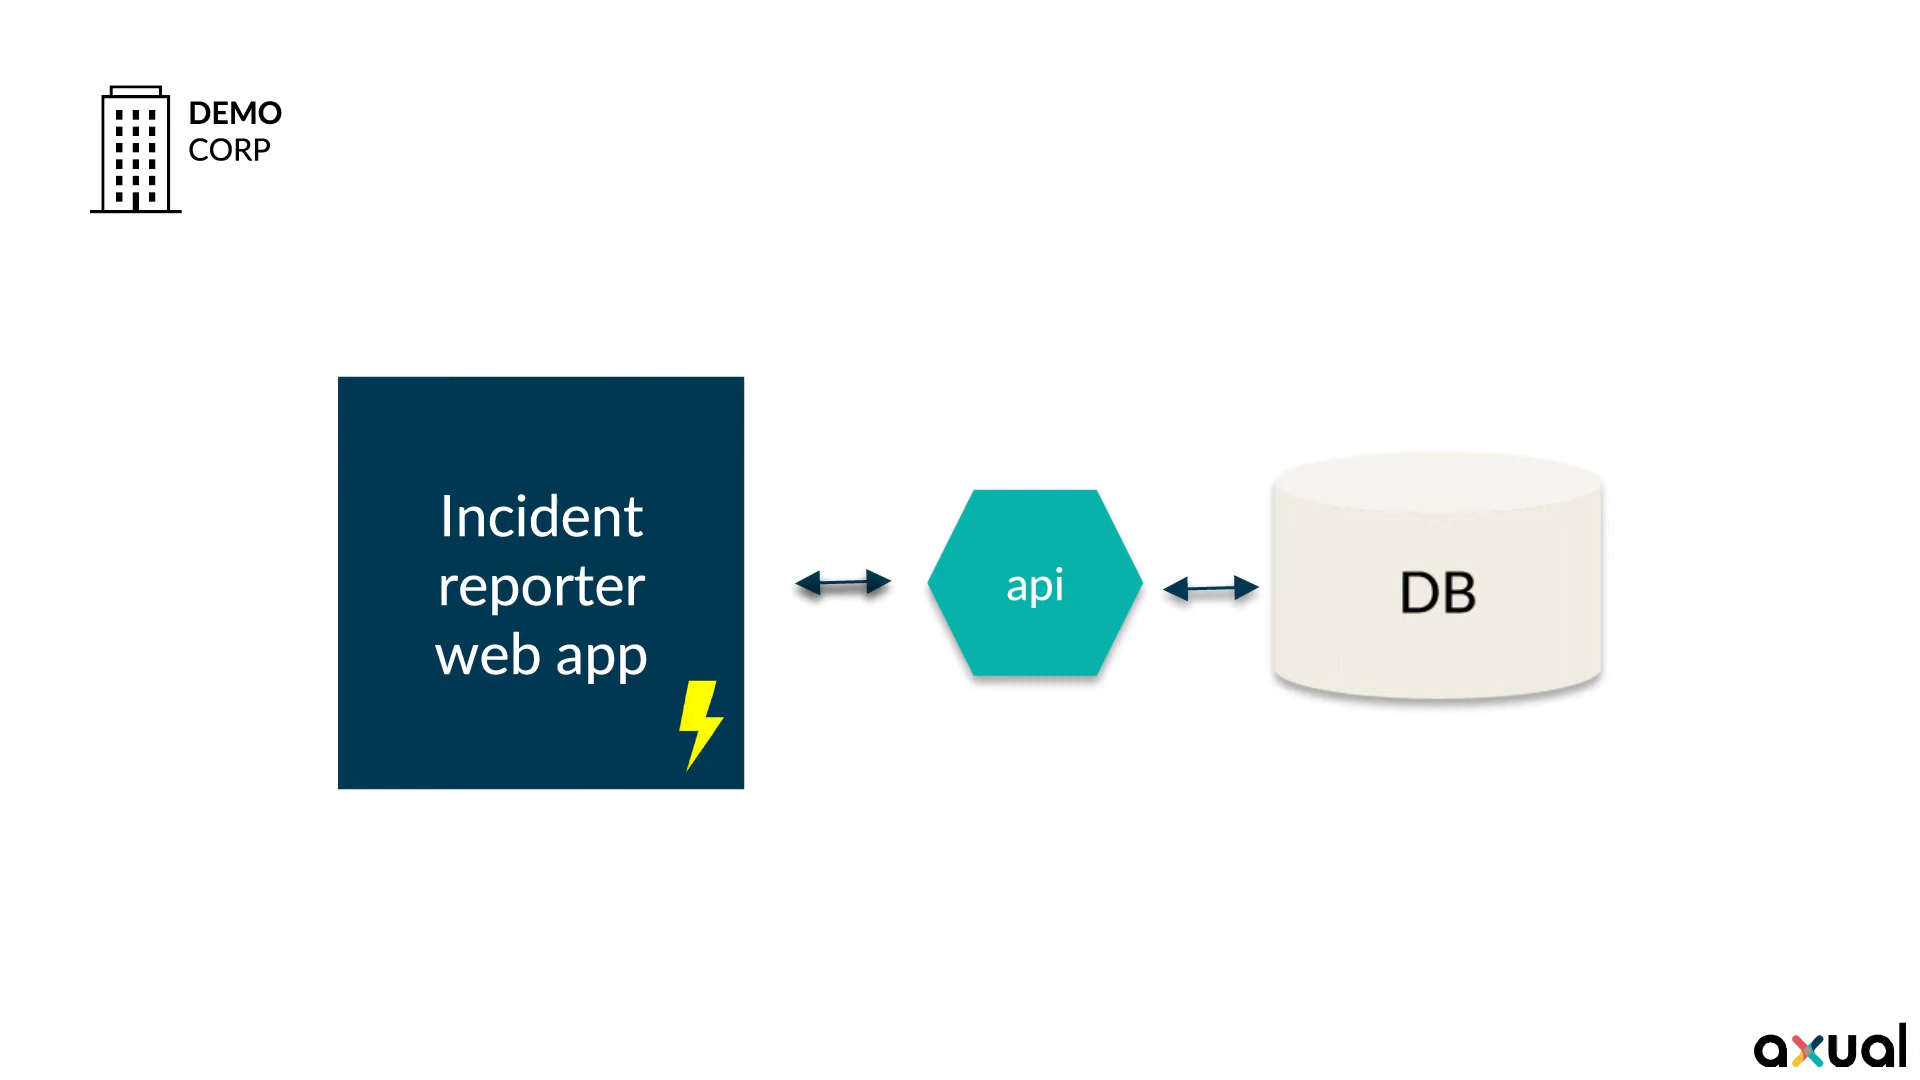 DEMO
CORP
Incident
reporter
web app
api
DB
axual